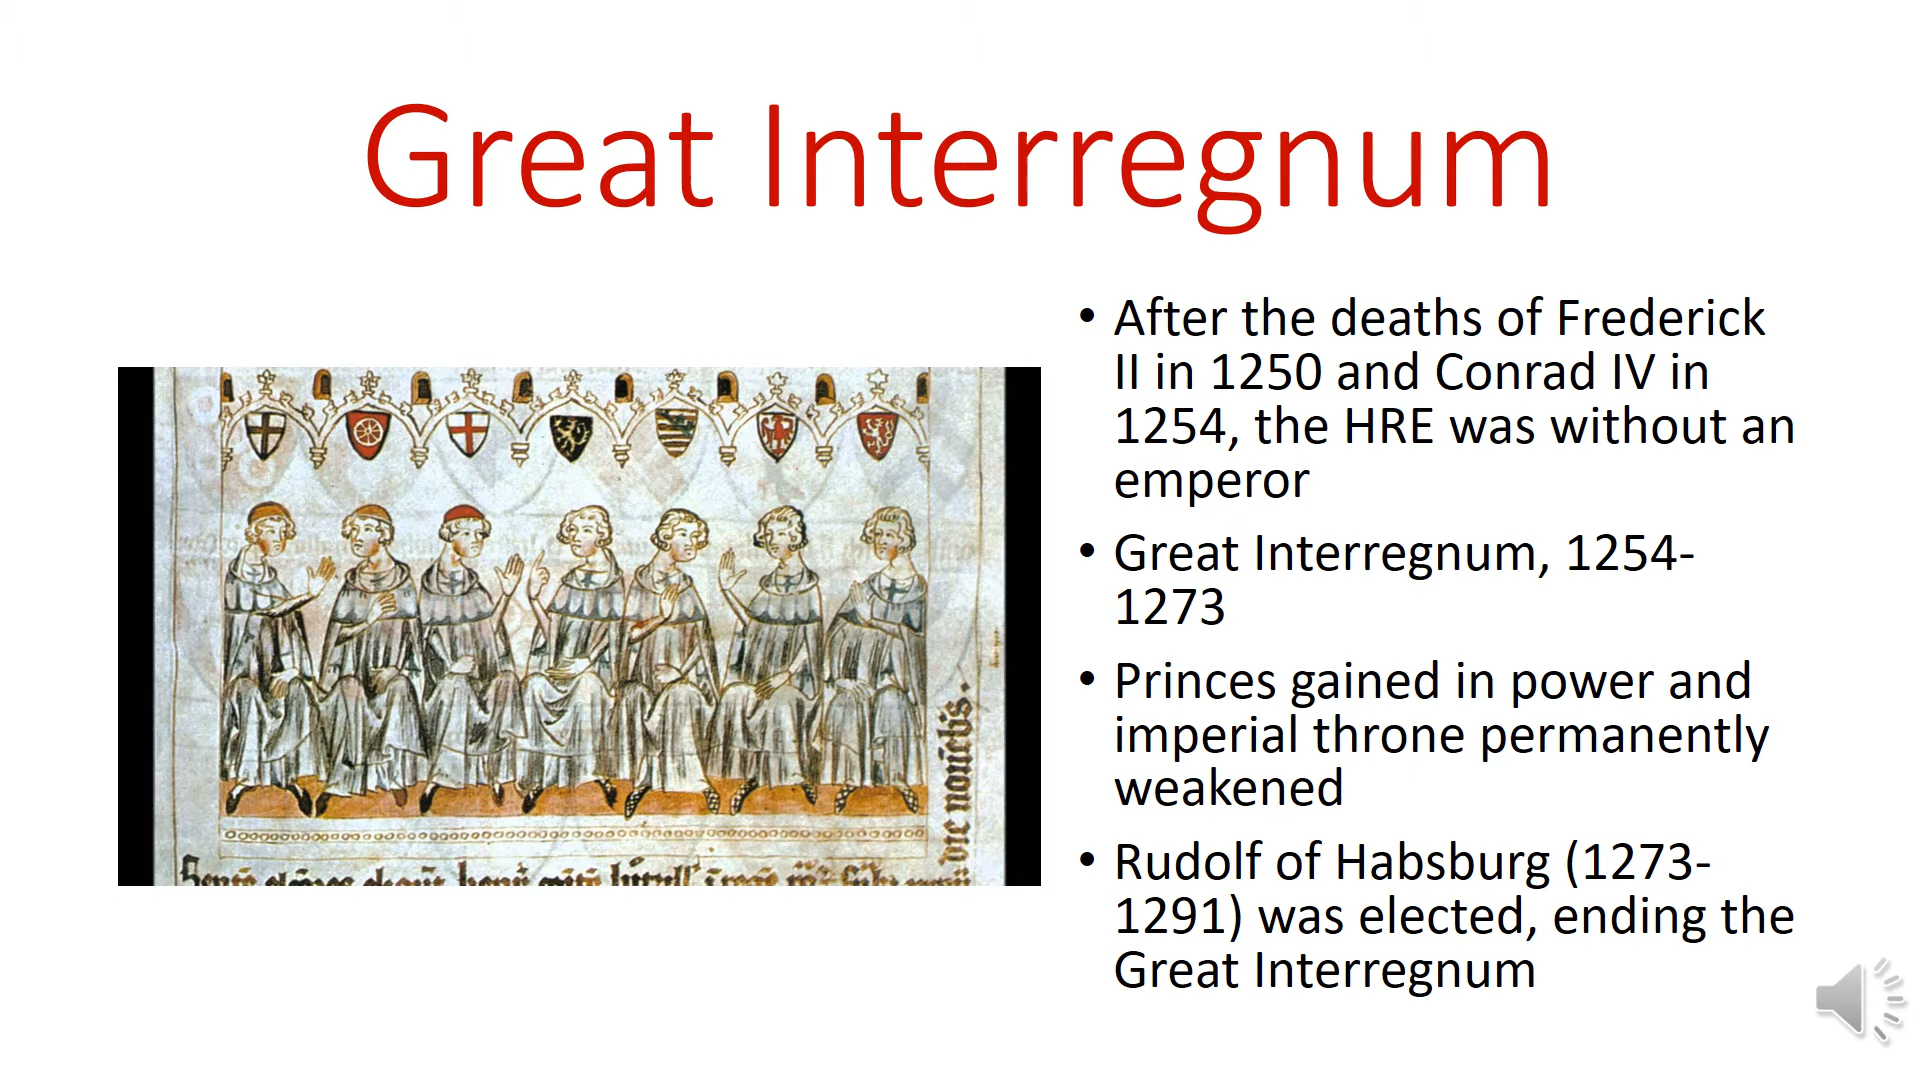 Great Interregnum
• After the deaths of Frederick
II in 1250 and Conrad IV in
1254, the HRE was without an
emperor
• Great Interregnum, 1254-
1273
• Princes gained in power and
imperial throne permanently
weakened
• Rudolf of Habsburg (1273-
1291) was elected, ending the
Great Interregnum